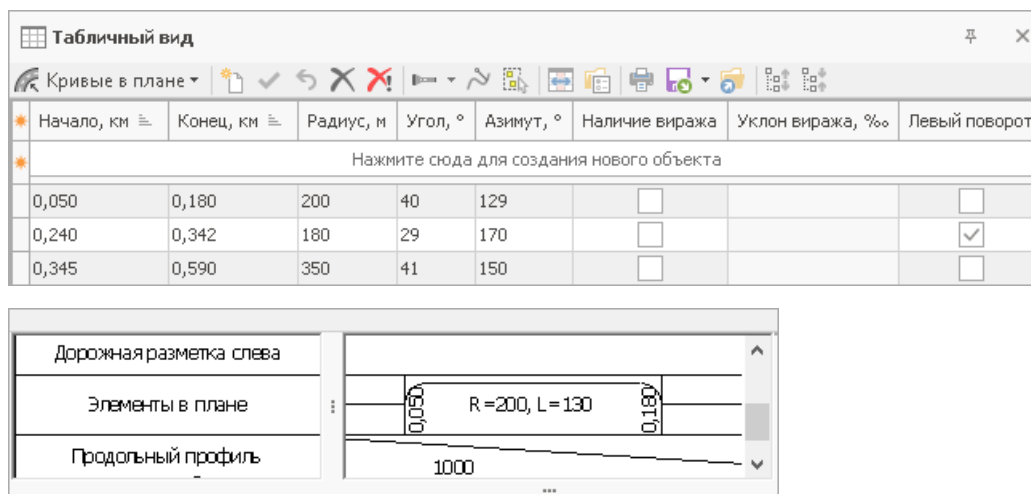 Табличный вид
Кривые в плане
Начало, км Конец, км Радиус, м Угол, ° Азимут, ° Наличие виража Уклон виража, ‰ Левый поворот
Нажмите сюда для создания нового объекта
0,050 0,180 200 40 129
0,240 0,342 180 29 170
0,345 0,590 350 41 150
Дорожная разметка слева
Элементы в плане 0,050 R=200, L=130 0,180
Продольный профиль 1000